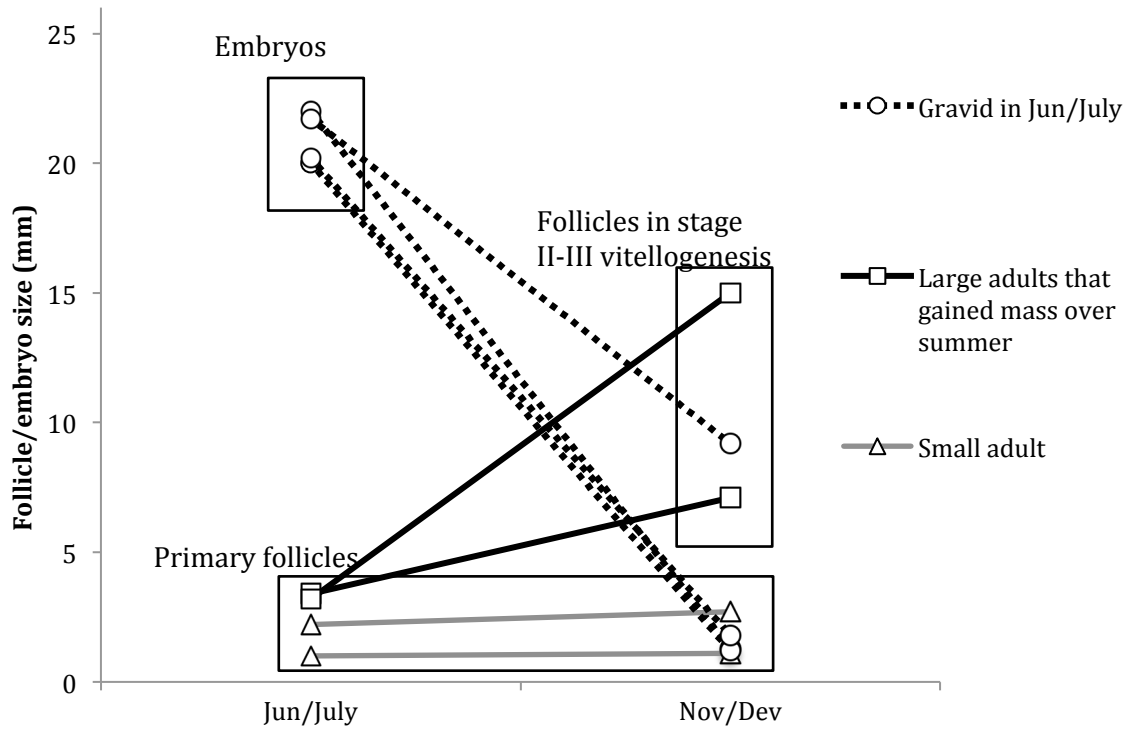 Follicle/embryo size (mm)
25
20
15
10
5
0
Embryos
Follicles in stage
II-III vitellogenesis
Primary follicles
Jun/July
Nov/Dev
Gravid in Jun/July
Large adults that
gained mass over
summer
Small adult